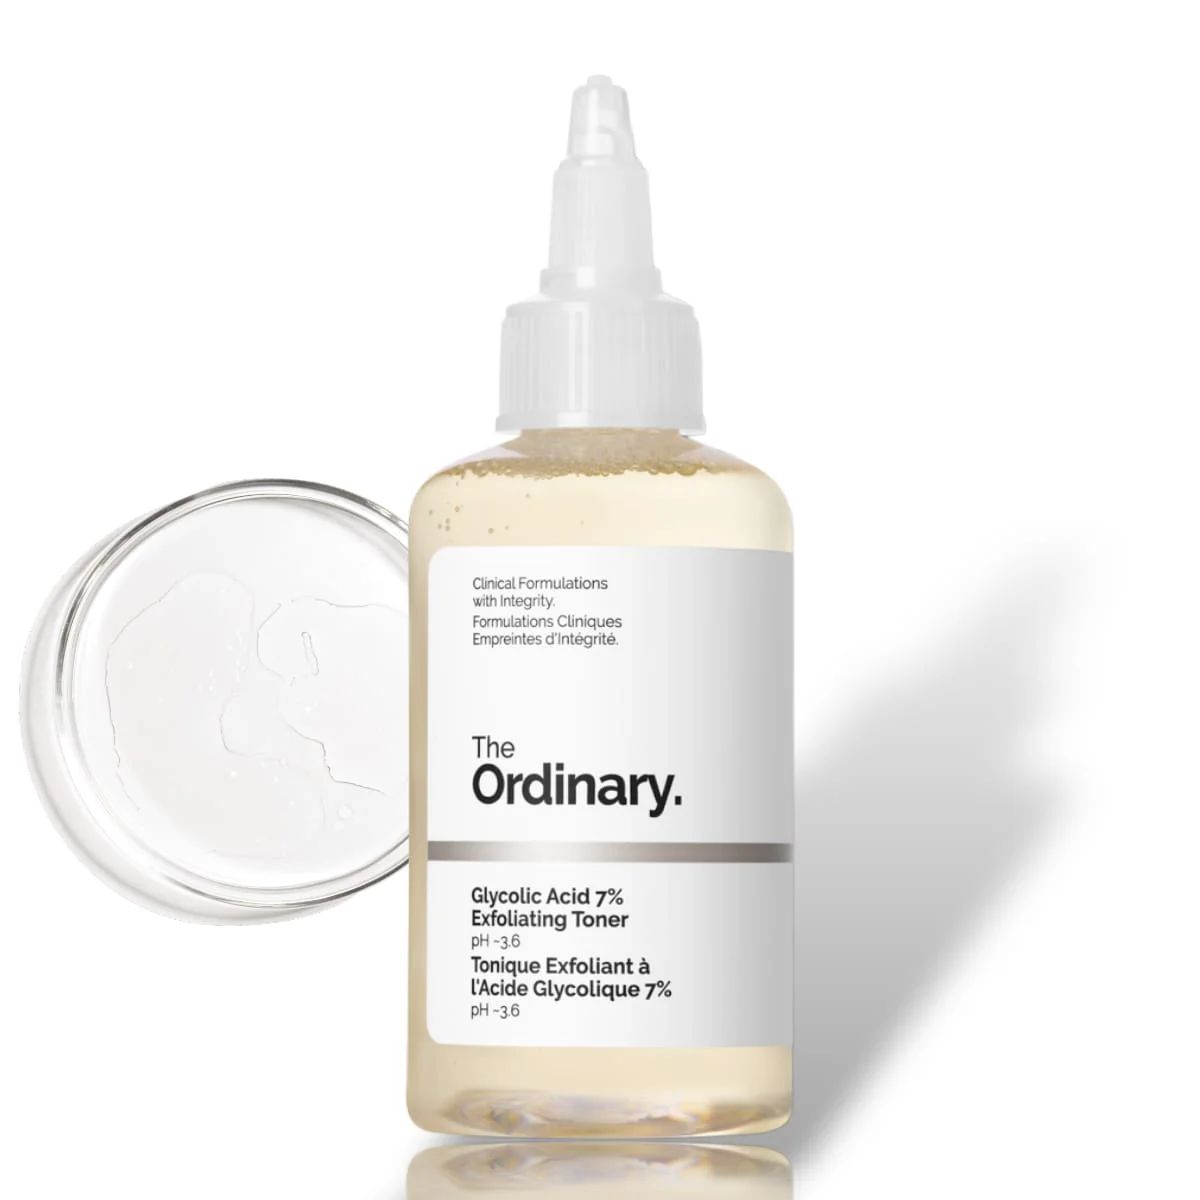 Clinical Formulations
with Integrity.
Formulations Cliniques
Empreintes d'Intégrité.
The
Ordinary.
Glycolic Acid 7%
Exfoliating Toner
pH ~3.6
Tonique Exfoliant à
l'Acide Glycolique 7%
pH ~3.6